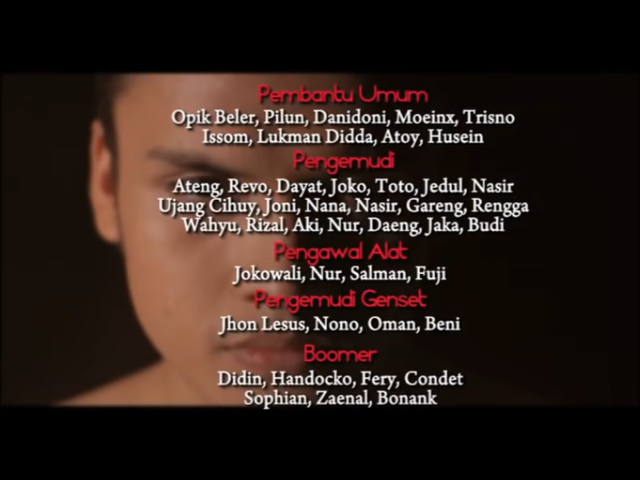 Pembantu Umum
Opik Beler, Pilun, Danidoni, Moeinx, Trisno
Issom, Lukman Didda, Atoy, Husein
Pengemudi
Ateng, Revo, Dayat, Joko, Toto, Jedul, Nasir
Ujang Cihuy, Joni, Nana, Nasir, Gareng, Rengga
Wahyu, Rizal, Aki, Nur, Daeng, Jaka, Budi
Pengawal Alat
Jokowali, Nur, Salman, Fuji
Pengemudi Genset
Jhon Lesus, Nono, Oman, Beni
Boomer
Didin, Handocko, Fery, Condet
Sophian, Zaenal, Bonank